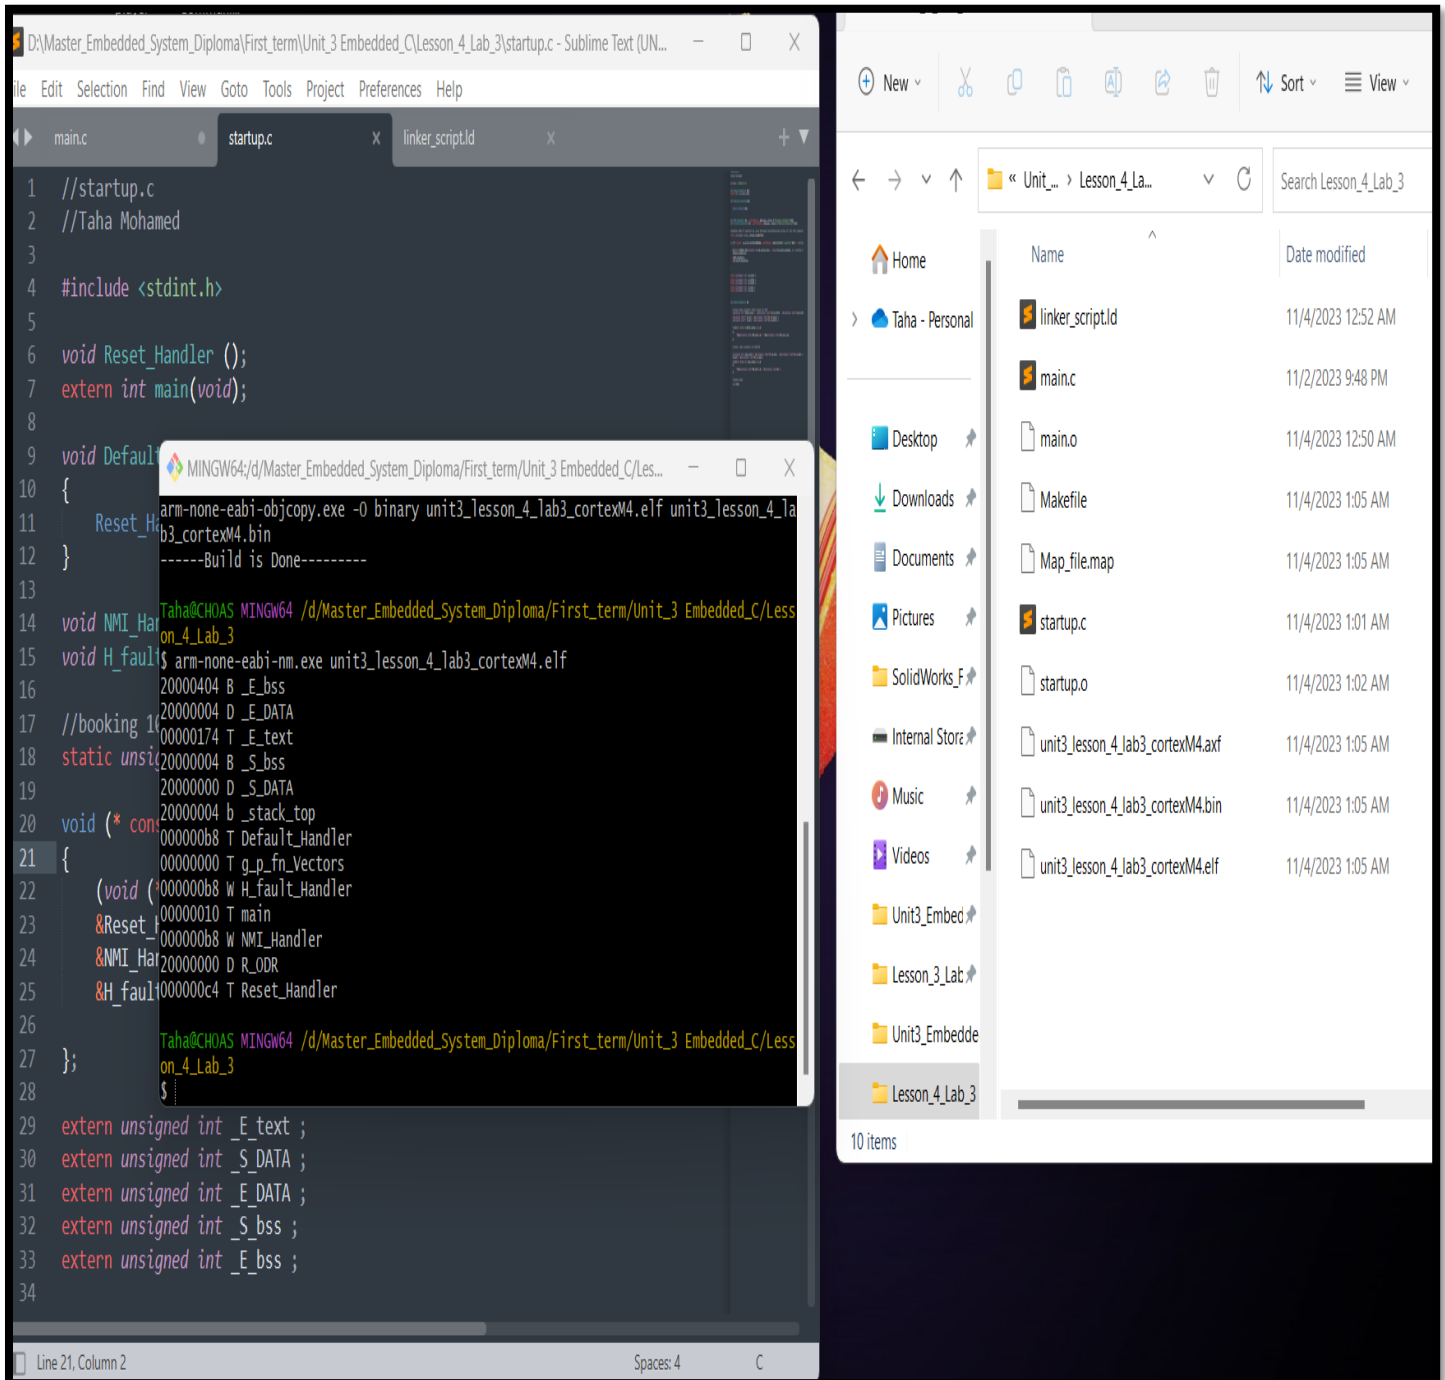 D:\Master_Embedded_System_Diploma\First_term\Unit_3 Embedded_C\Lesson_4_Lab_3\startup.c - Sublime Text (UN...
ile Edit Selection Find View Goto Tools Project Preferences Help
main.c startup.c linker_script.ld
1 //startup.c
2 //Taha Mohamed
3
4 #include <stdint.h>
5
6 void Reset_Handler ();
7 extern int main(void);
8
9 void Defaul
10 {
11 Reset_Ha
12 }
13
14 void NMI_Har
15 void H_faul
16
17 //booking 10
18 static unsig
19
20 void (* cons
21 {
22 (void (*
23 &Reset_H
24 &NMI_Har
25 &H_faul
26
27 };
28
29 extern unsigned int _E_text ;
30 extern unsigned int _S_DATA ;
31 extern unsigned int _E_DATA ;
32 extern unsigned int _S_bss ;
33 extern unsigned int _E_bss ;
34
Line 21, Column 2 Spaces: 4 C
MINGW64:/d/Master_Embedded_System_Diploma/First_term/Unit_3 Embedded_C/Les...
arm-none-eabi-objcopy.exe -O binary unit3_lesson_4_lab3_cortexM4.elf unit3_lesson_4_la
b3_cortexM4.bin
------Build is Done---------
Taha@CHOAS MINGW64 /d/Master_Embedded_System_Diploma/First_term/Unit_3 Embedded_C/Less
on_4_Lab_3
$ arm-none-eabi-nm.exe unit3_lesson_4_lab3_cortexM4.elf
20000404 B _E_bss
20000004 D _E_DATA
00000174 T _E_text
20000004 B _S_bss
20000000 D _S_DATA
20000004 b _stack_top
000000b8 T Default_Handler
00000000 T g_p_fn_Vectors
000000b8 W H_fault_Handler
00000010 T main
000000b8 W NMI_Handler
20000000 D R_ODR
000000c4 T Reset_Handler
Taha@CHOAS MINGW64 /d/Master_Embedded_System_Diploma/First_term/Unit_3 Embedded_C/Less
on_4_Lab_3
$
New Sort View
« Unit_... > Lesson_4_La... Search Lesson_4_Lab_3
Home
Taha - Personal
Desktop
Downloads
Documents
Pictures
SolidWorks_F
Internal Stora
Music
Videos
Unit3_Embed
Lesson_3_Lab
Unit3_Embedde
Lesson_4_Lab_3
Name Date modified
linker_script.ld 11/4/2023 12:52 AM
main.c 11/2/2023 9:48 PM
main.o 11/4/2023 12:50 AM
Makefile 11/4/2023 1:05 AM
Map_file.map 11/4/2023 1:05 AM
startup.c 11/4/2023 1:01 AM
startup.o 11/4/2023 1:02 AM
unit3_lesson_4_lab3_cortexM4.axf 11/4/2023 1:05 AM
unit3_lesson_4_lab3_cortexM4.bin 11/4/2023 1:05 AM
unit3_lesson_4_lab3_cortexM4.elf 11/4/2023 1:05 AM
10 items